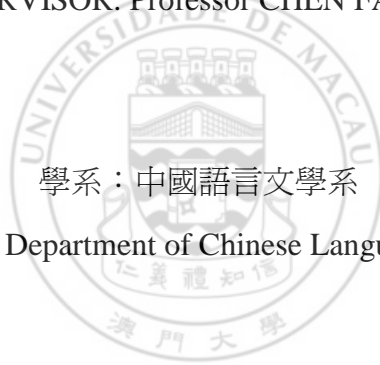 RVISOR: Professor CHEN FA
UNIVERSIDADE DE MACAU
學系：中國語言文學系
Department of Chinese Langu
仁義禮知信
澳門大學